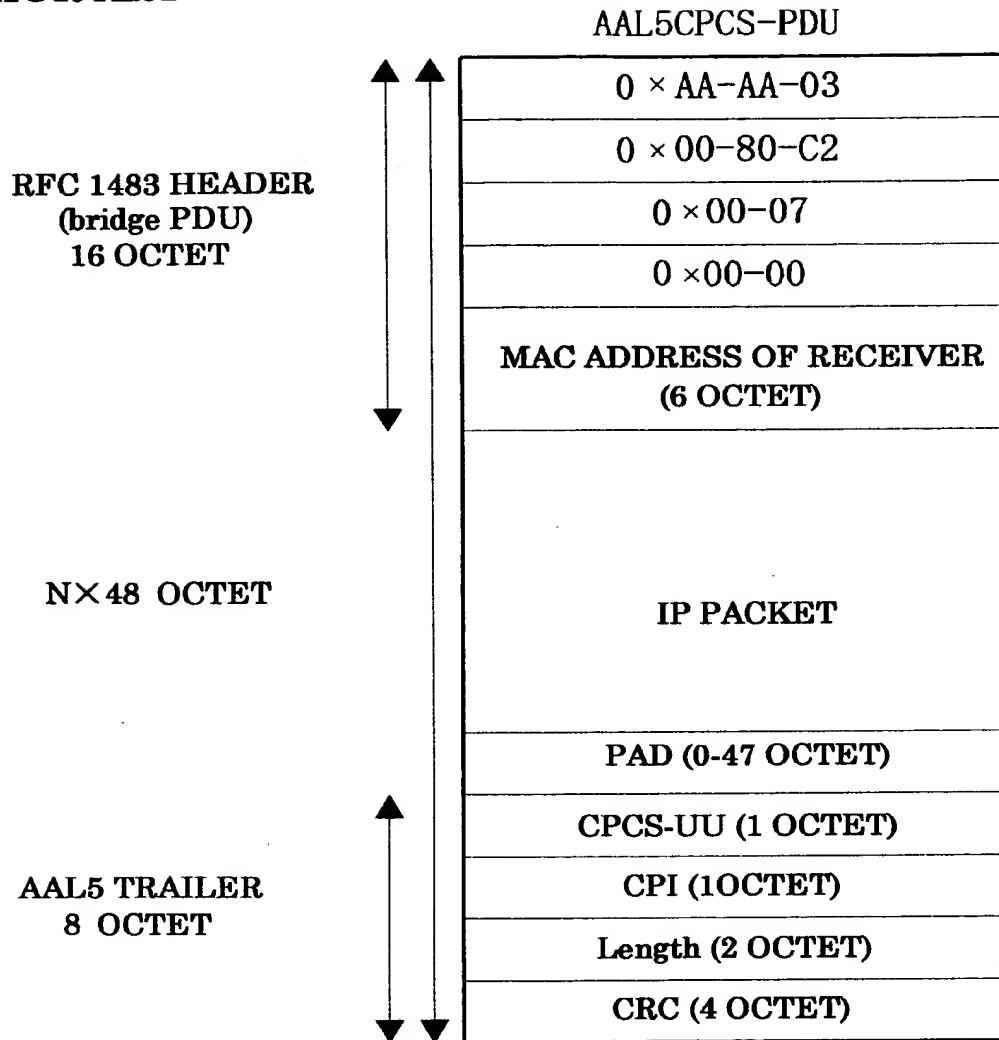 AAL5CPCS-PDU
0 × AA-AA-03
0 × 00-80-C2
0 ×00-07
0 ×00-00
RFC 1483 HEADER
(bridge PDU)
16 OCTET
MAC ADDRESS OF RECEIVER
(6 OCTET)
N×48 OCTET
IP PACKET
PAD (0-47 OCTET)
CPCS-UU (1 OCTET)
CPI (1OCTET)
Length (2 OCTET)
CRC (4 OCTET)
AAL5 TRAILER
8 OCTET